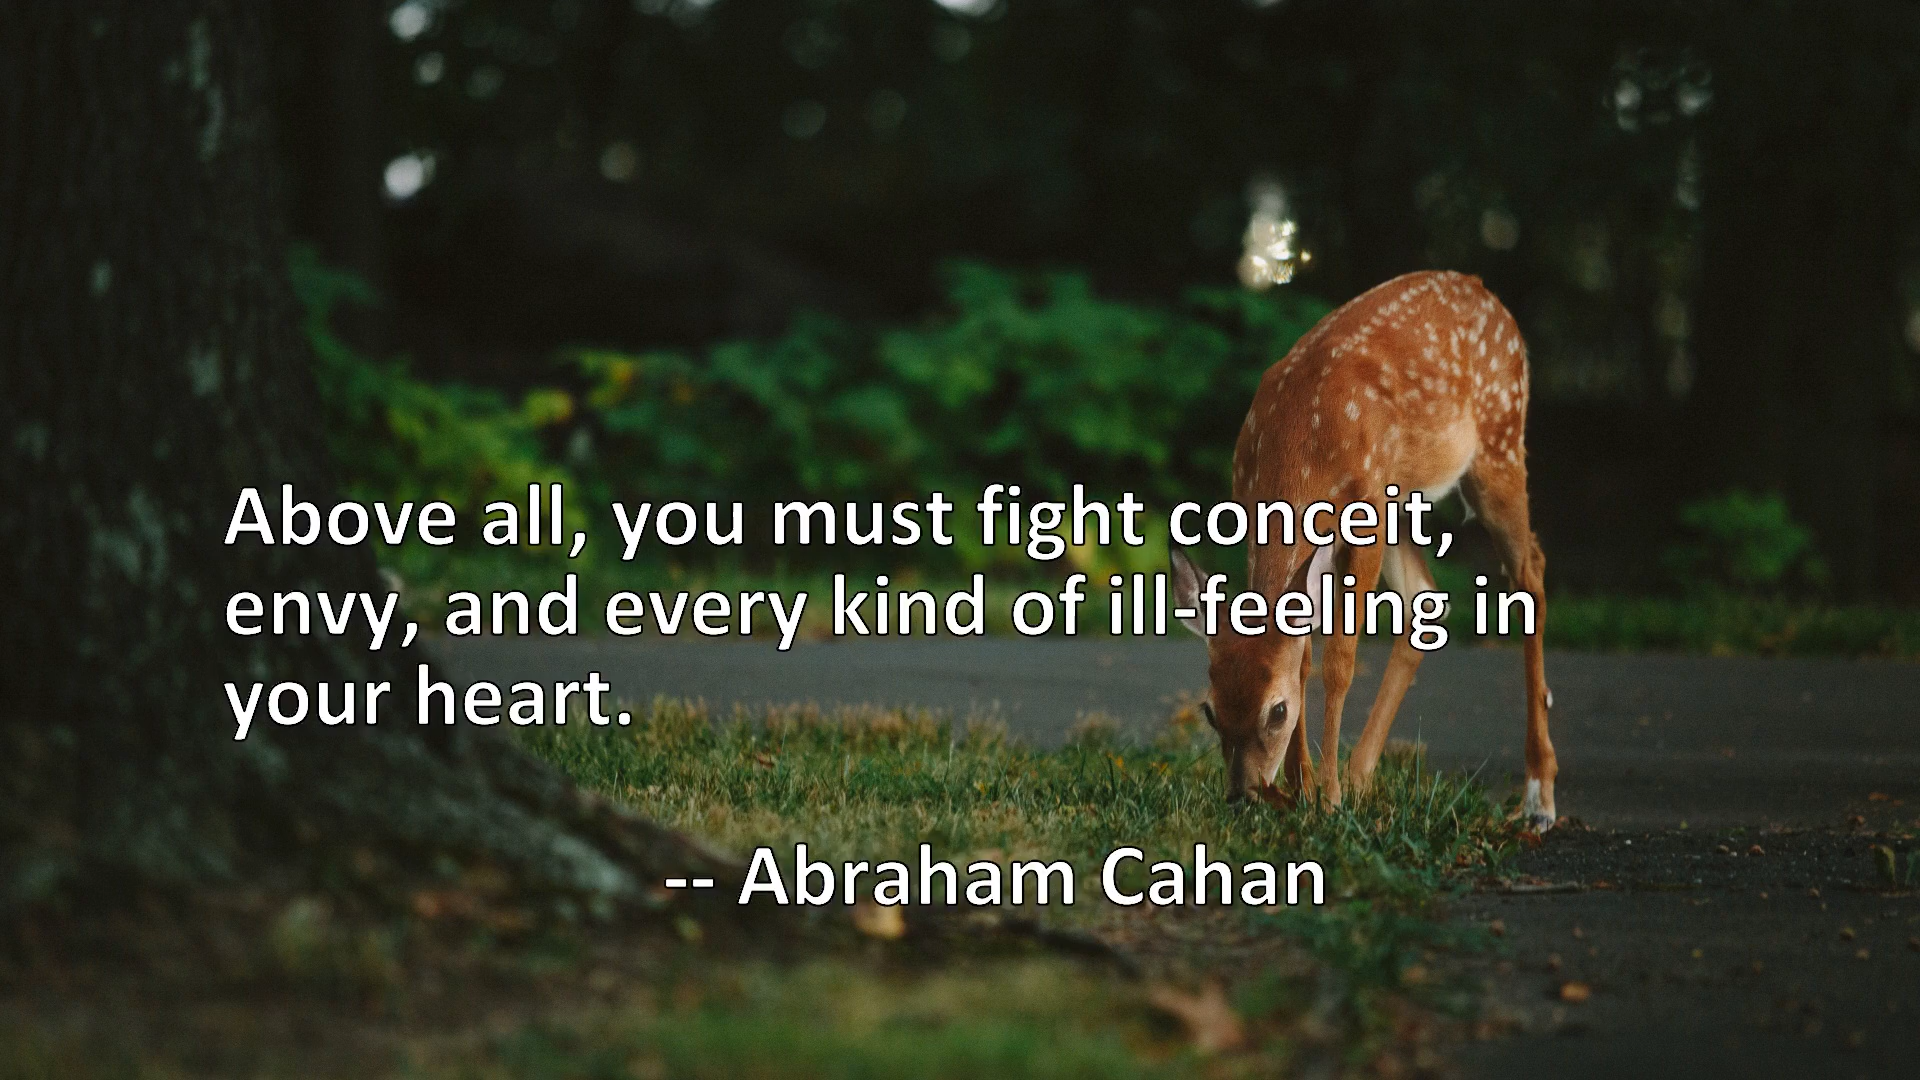 Above all, you must fight conceit,
envy, and every kind of ill-feeling in
your heart.
-- Abraham Cahan